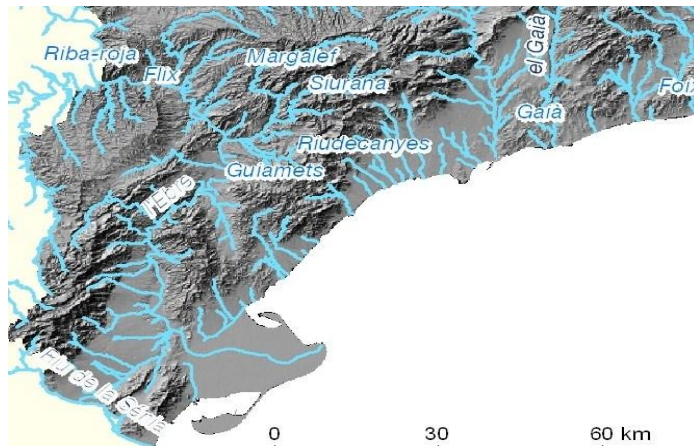 Riba-roja
Flix
Margalef
Siurana
el Gaià
Foix
Gaià
Riudecanyes
Guiamets
l'Ebre
Riu de la Sénia
0 30 60 km